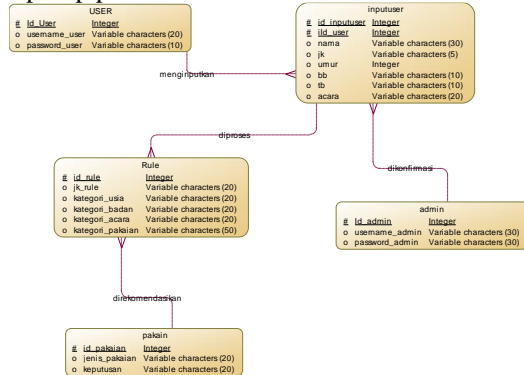 USER
# Id_User Integer
o username_user Variable characters (20)
o password_user Variable characters (10)
inputuser
# id_inputuser Integer
# iId_user Integer
o nama Variable characters (30)
o jk Variable characters (5)
o umur Integer
o bb Variable characters (10)
o tb Variable characters (10)
o acara Variable characters (20)
menginputkan
diproses
Rule
# id_rule Integer
o jk_rule Variable characters (20)
o kategori_usia Variable characters (20)
o kategori_badan Variable characters (20)
o kategori_acara Variable characters (20)
o kategori_pakaian Variable characters (50)
dikonfirmasi
admin
# Id_admin Integer
o username_admin Variable characters (30)
o password_admin Variable characters (30)
direkomendasikan
pakain
# id_pakaian Integer
o jenis_pakaian Variable characters (20)
o keputusan Variable characters (20)